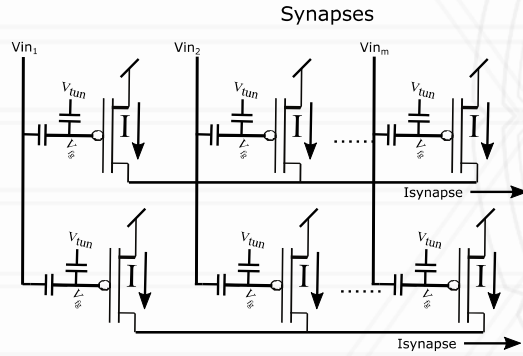 Synapses
Vin1 Vin2 Vinm
Vtun Vtun Vtun
I I I
Vfg Vfg Vfg
......
Isynapse
Vtun Vtun Vtun
I I I
Vfg Vfg Vfg
......
Isynapse